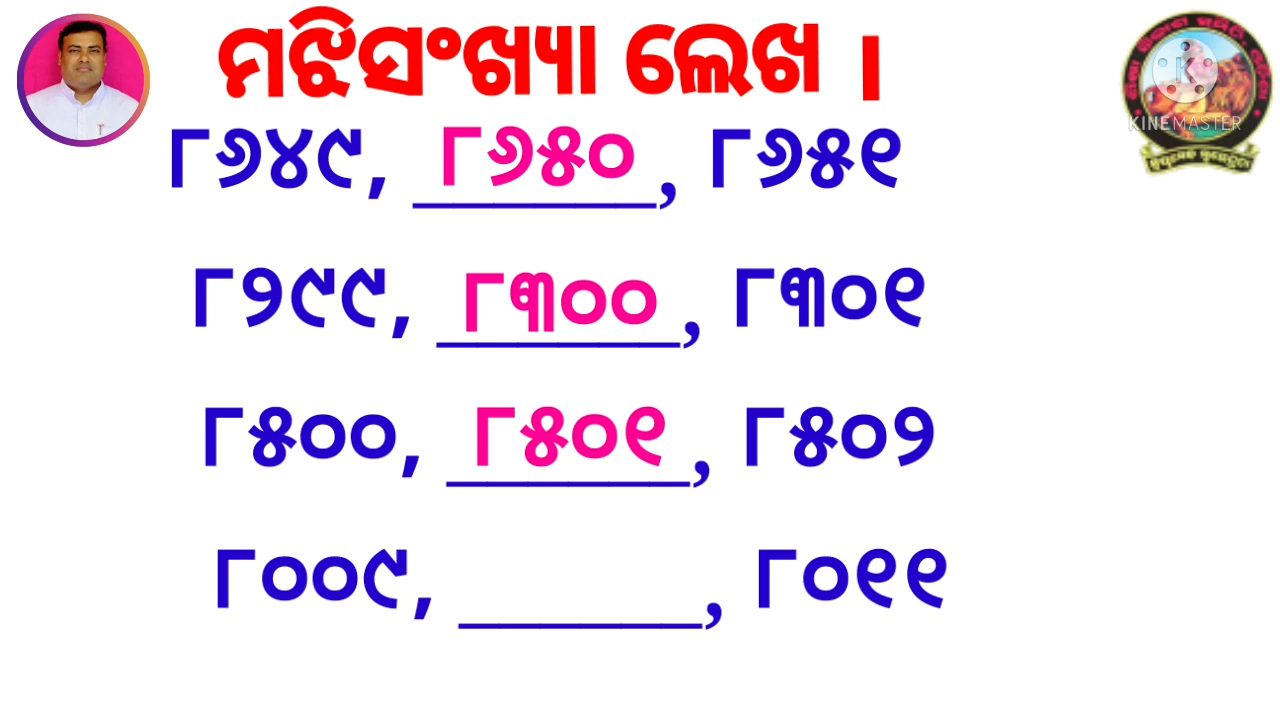 ମଝିସଂଖ୍ୟା ଲେଖ ।
୮୬୪୯, ୮୬୫୦, ୮୬୫୧
୮୨୯୯, ୮୩୦୦, ୮୩୦୧
୮୫୦୦, ୮୫୦୧, ୮୫୦୨
୮୦୦୯, ______, ୮୦୧୧
KINEMASTER